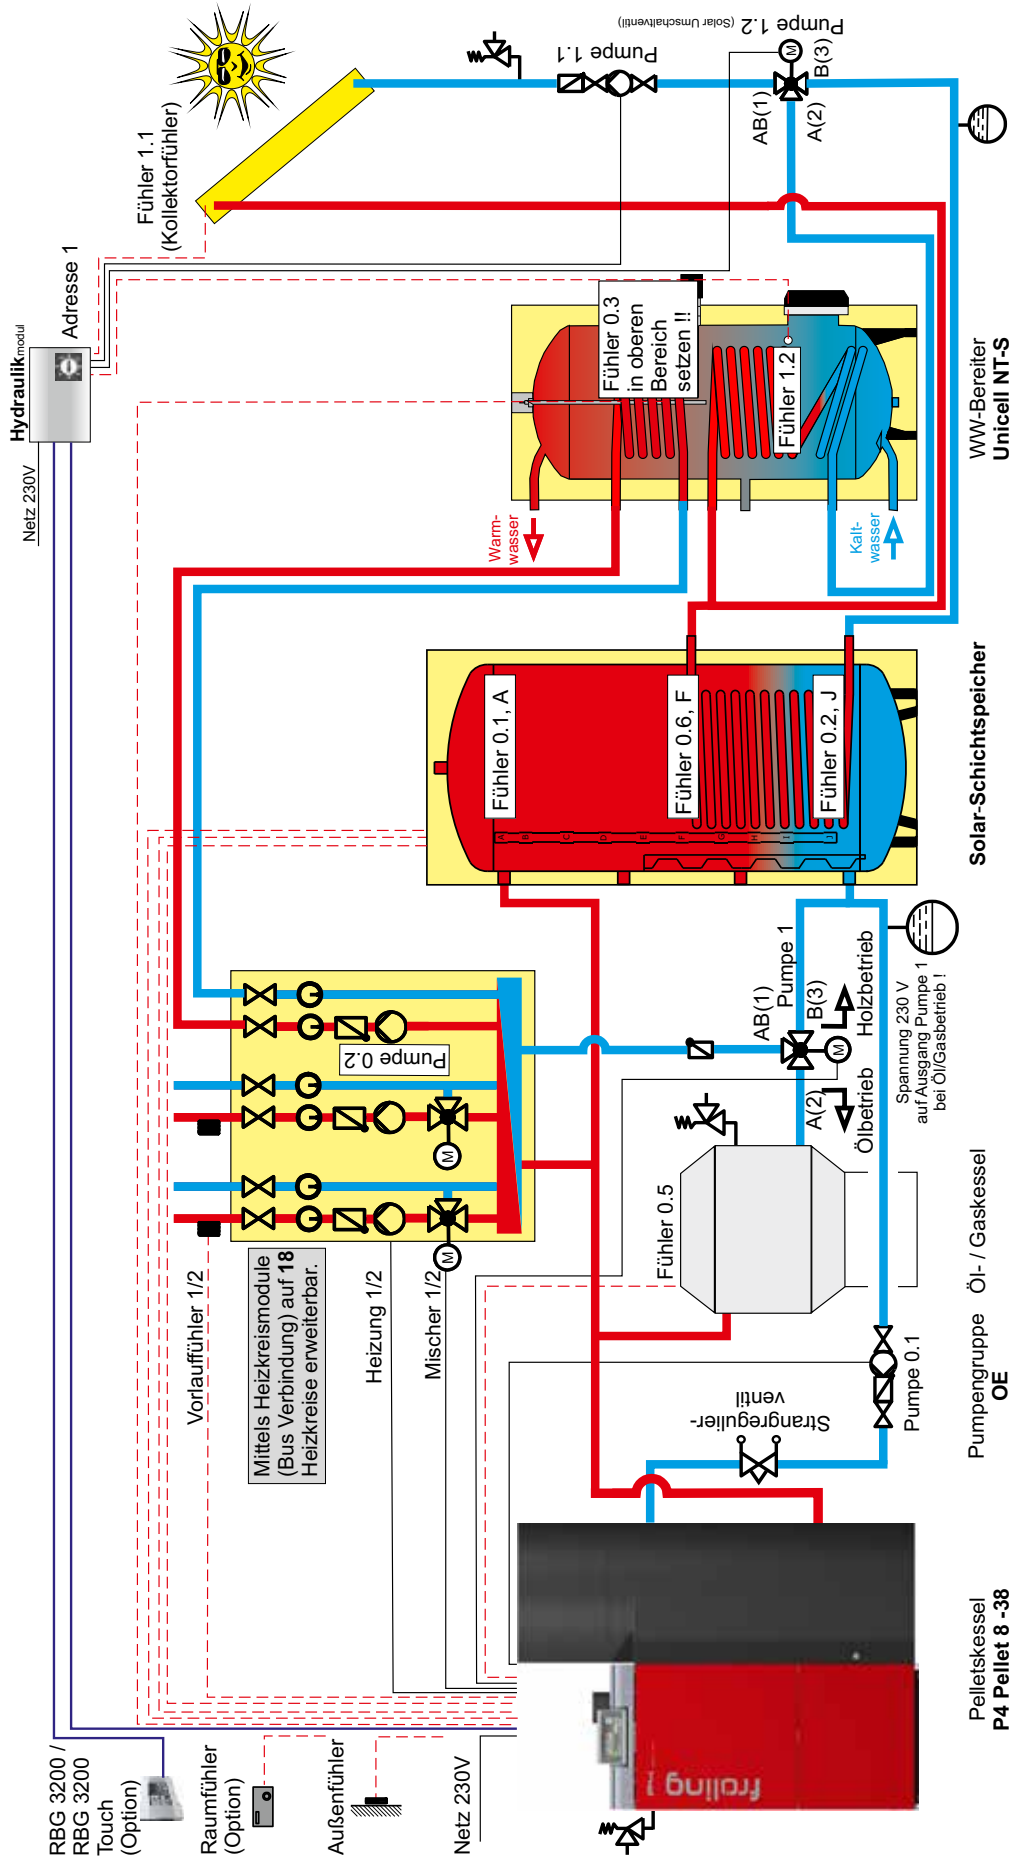 RBG 3200 /
RBG 3200
Touch
(Option)
Raumfühler
(Option)
Außenfühler
Netz 230V
fröling
Pelletskessel
P4 Pellet 8 -38
Vorlauffühler 1/2
Mittels Heizkreismodule
(Bus Verbindung) auf 18
Heizkreise erweiterbar.
Heizung 1/2
Mischer 1/2
M
M
Pumpe 0.2
Strangregulier-
ventil
Pumpe 0.1
Pumpengruppe
OE
Fühler 0.5
Öl- / Gaskessel
AB(1)
Pumpe 1
A(2)
B(3)
M
Ölbetrieb
Holzbetrieb
Spannung 230 V
auf Ausgang Pumpe 1
bei Öl/Gasbetrieb !
Fühler 0.1, A
Fühler 0.6, F
Fühler 0.2, J
A
B
C
D
E
F
G
H
I
J
Solar-Schichtspeicher
Netz 230V
Hydraulikmodul
Adresse 1
Warm-
wasser
Kalt-
wasser
Fühler 0.3
in oberen
Bereich
setzen !!
Fühler 1.2
WW-Bereiter
Unicell NT-S
Fühler 1.1
(Kollektorfühler)
Pumpe 1.1
Pumpe 1.2
(Solar Umschaltventil)
M
AB(1)
A(2)
B(3)